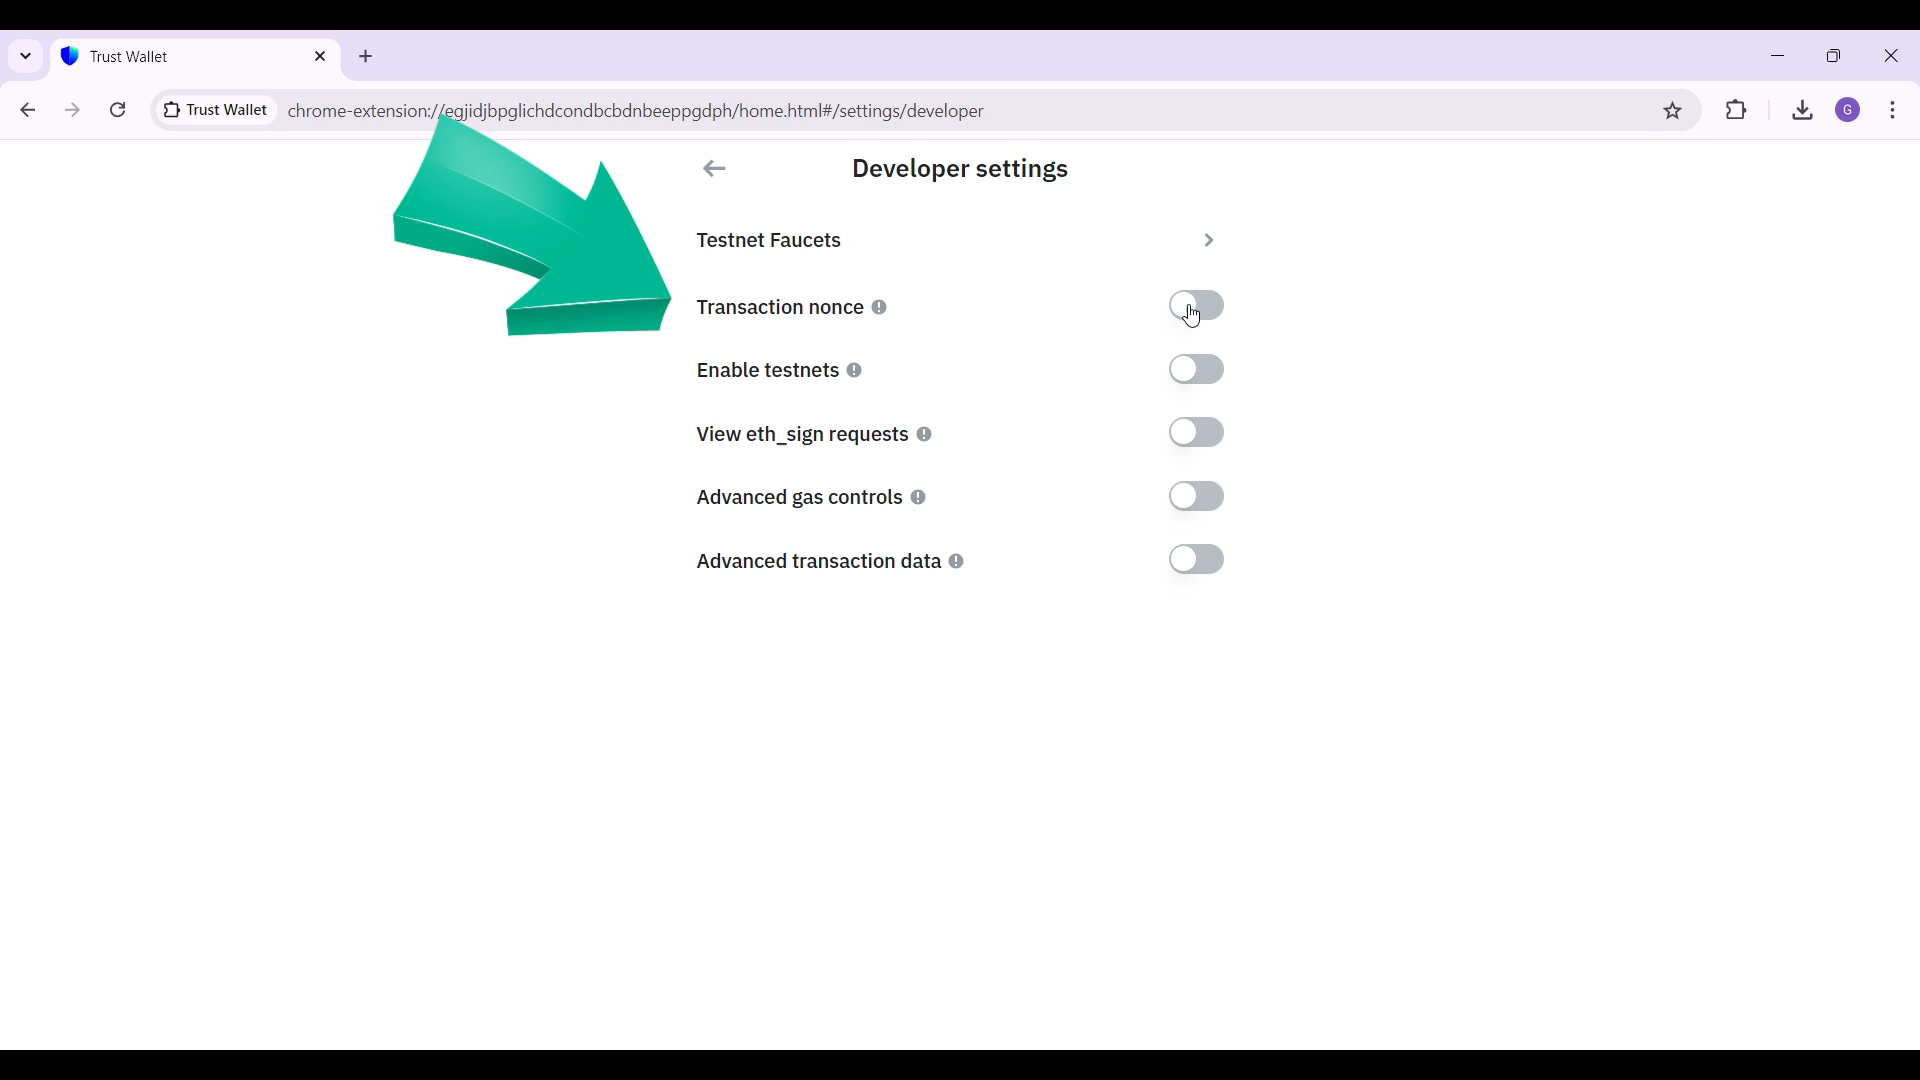 Trust Wallet
Trust Wallet chrome-extension://egjidjbpglichdcondbcbdnbeeppgdph/home.html#/settings/developer G
Developer settings
Testnet Faucets
Transaction nonce
Enable testnets
View eth_sign requests
Advanced gas controls
Advanced transaction data